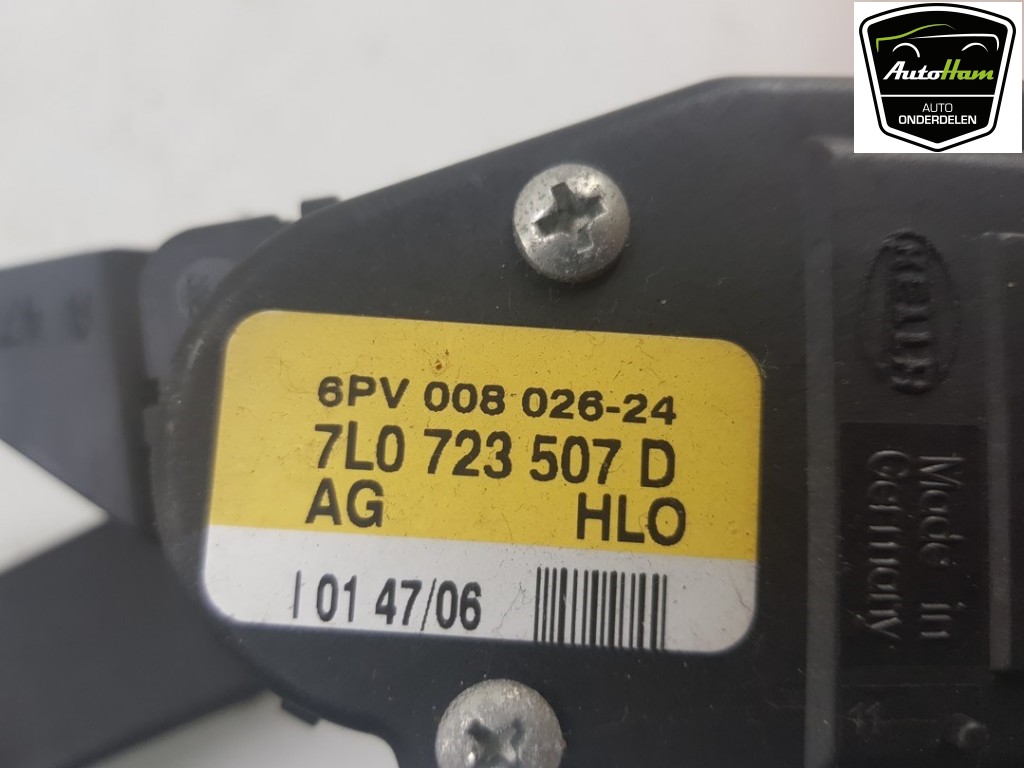 AutoHam
AUTO
ONDERDELEN
HELLA
6PV 008 026-24
7L0 723 507 D
AG HLO
I 01 47/06
Made in
Germany